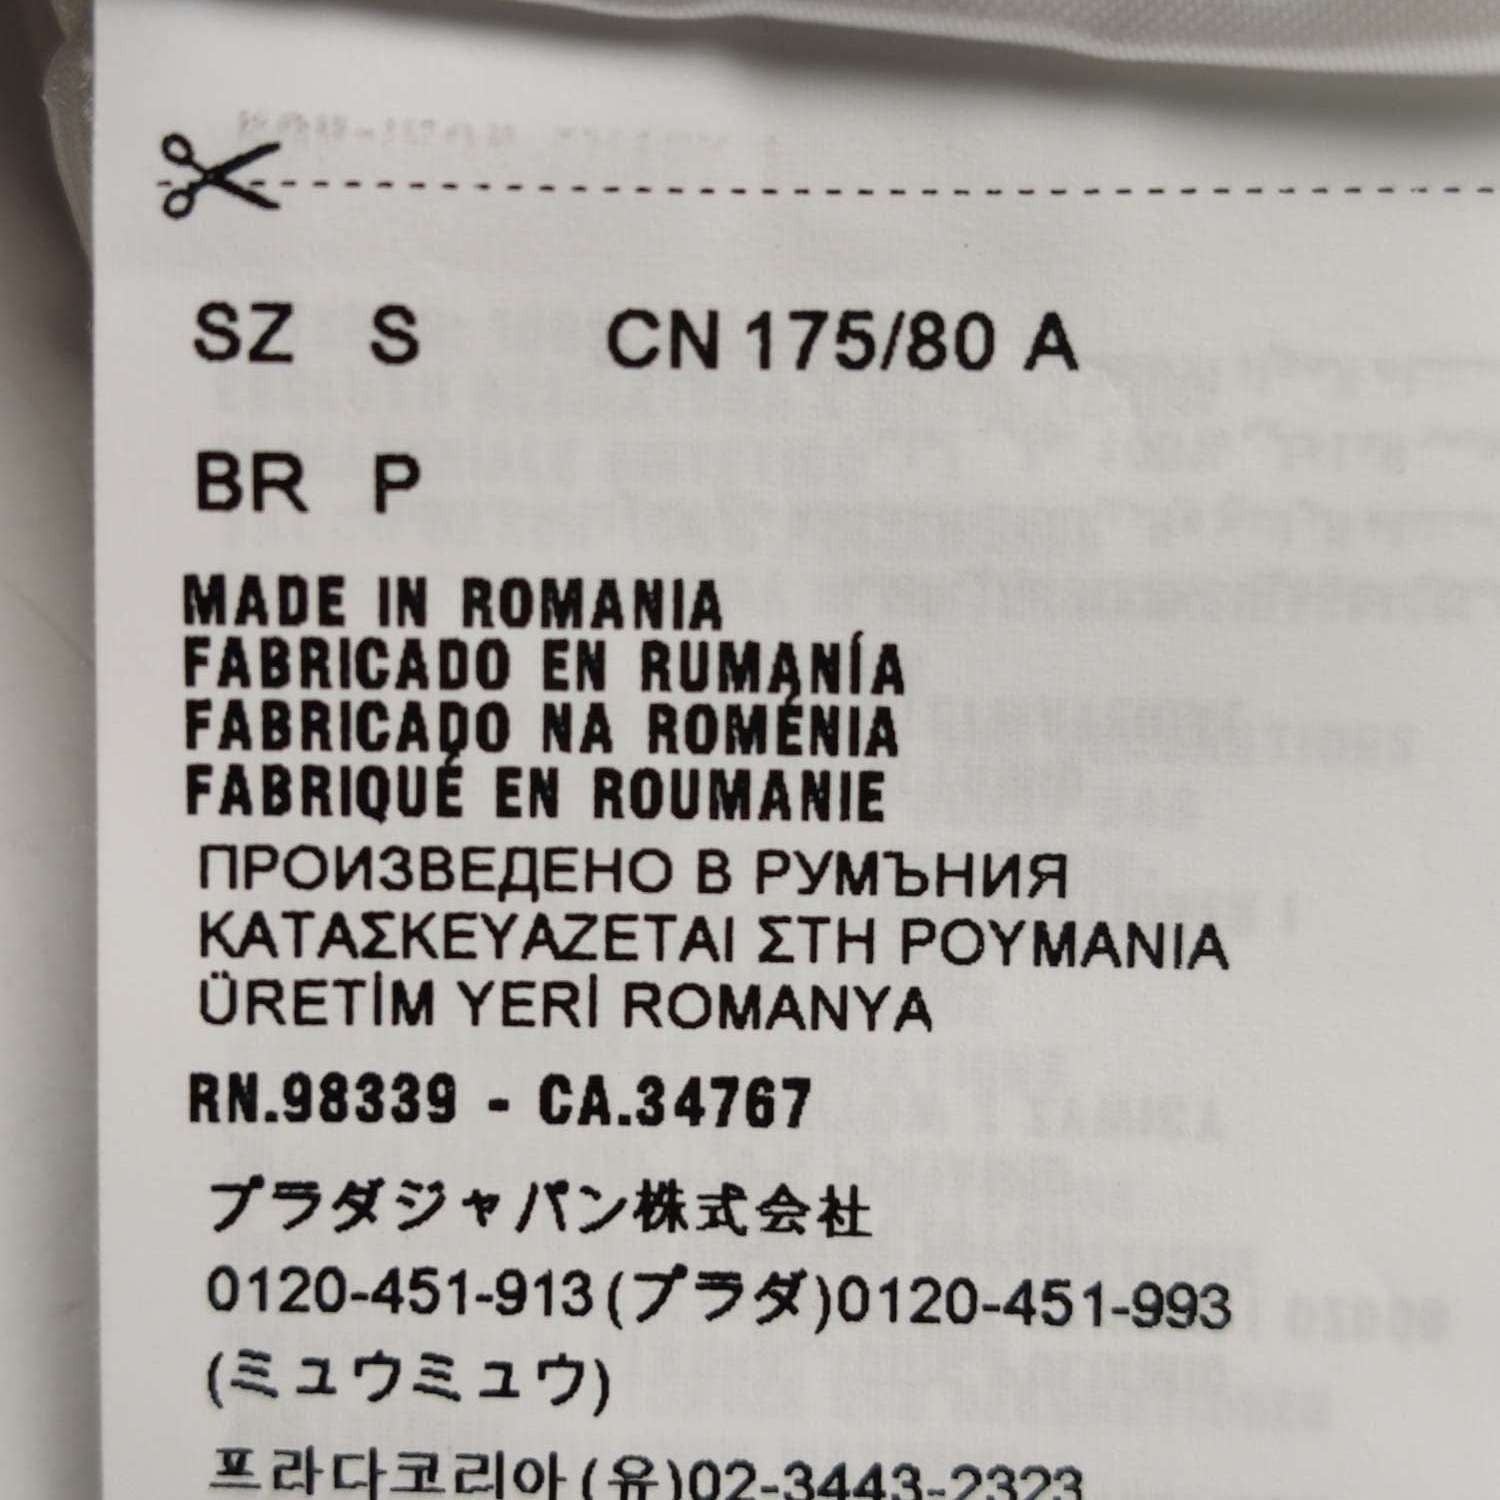 SZ S CN 175/80 A
BR P
MADE IN ROMANIA
FABRICADO EN RUMANÍA
FABRICADO NA ROMÉNIA
FABRIQUÉ EN ROUMANIE
ПРОИЗВЕДЕНО В РУМЪНИЯ
ΚΑΤΑΣΚΕΥΑΖΕΤΑΙ ΣΤΗ ΡΟΥΜΑΝΙΑ
ÜRETİM YERİ ROMANYA
RN.98339 - CA.34767
プラダジャパン株式会社
0120-451-913(プラダ)0120-451-993
(ミュウミュウ)
프라다코리아(유)02-3443-2323